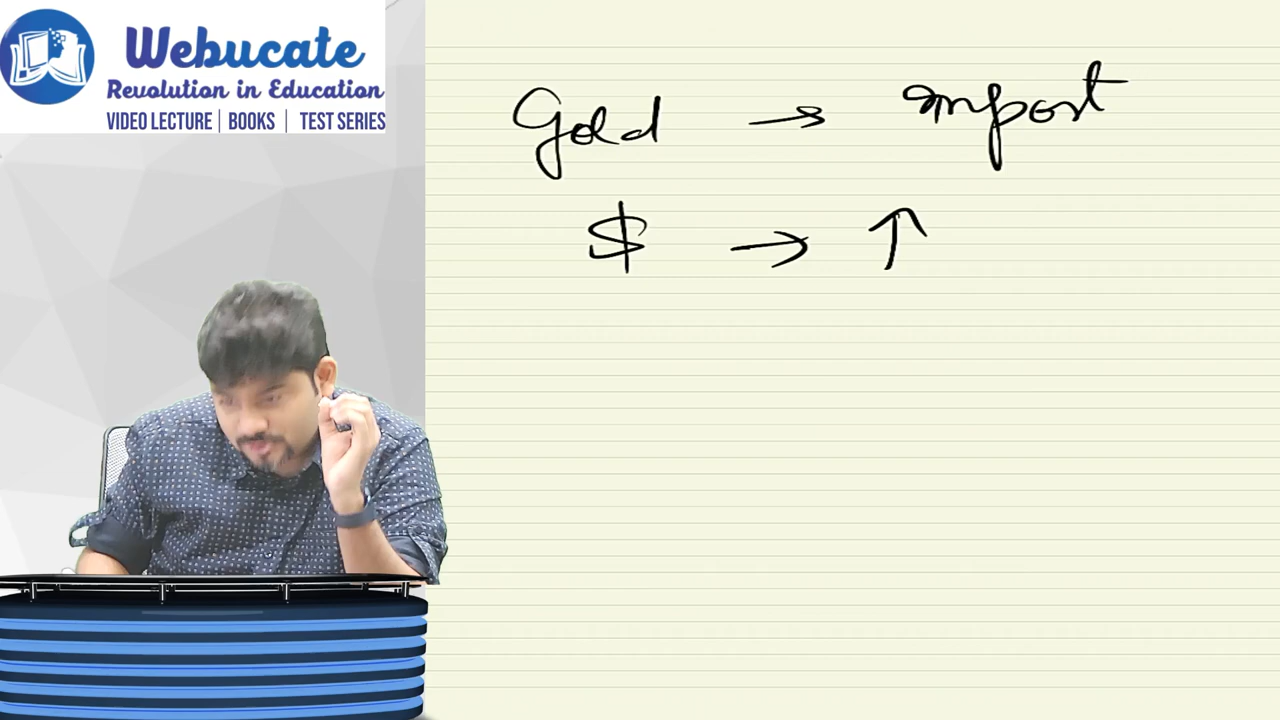 Webucate
Revolution in Education
VIDEO LECTURE | BOOKS | TEST SERIES
Gold → Import
$ → ↑